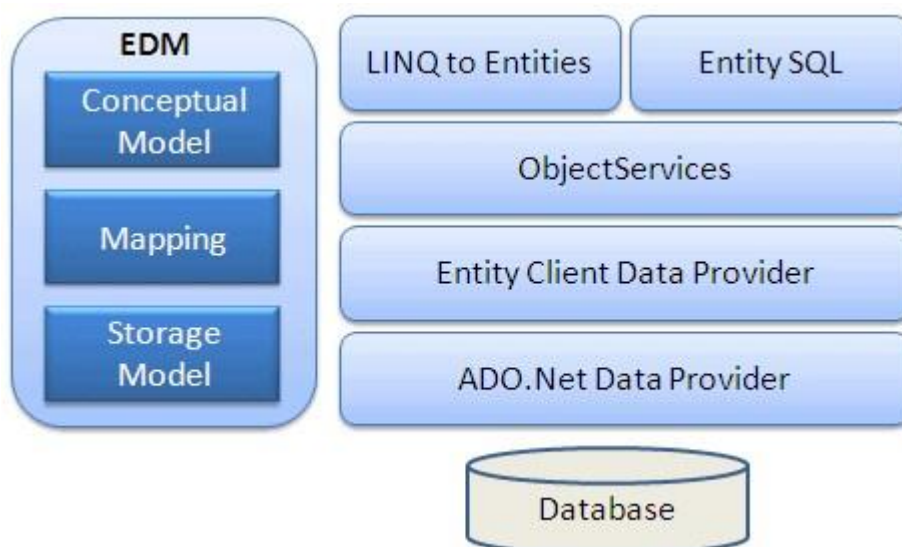 EDM
Conceptual
Model
Mapping
Storage
Model
LINQ to Entities
Entity SQL
ObjectServices
Entity Client Data Provider
ADO.Net Data Provider
Database